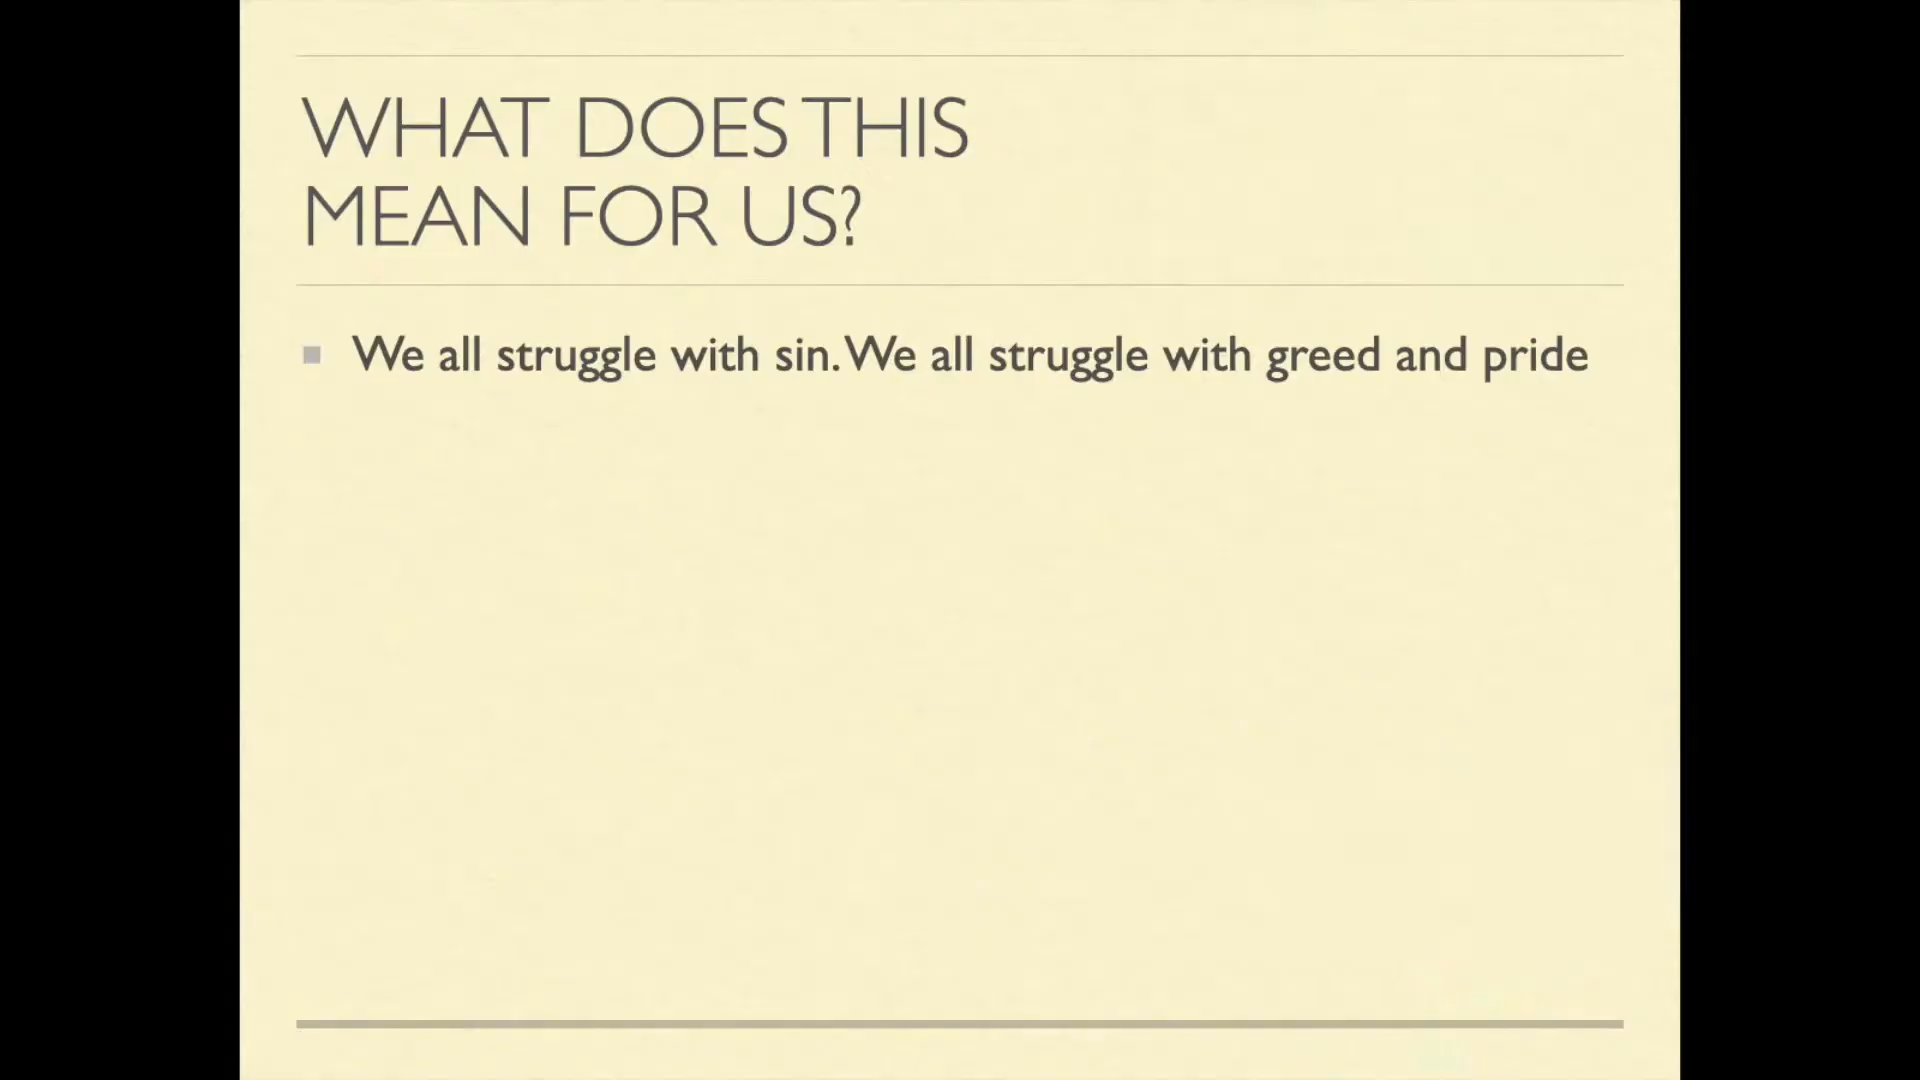 WHAT DOES THIS
MEAN FOR US?
We all struggle with sin. We all struggle with greed and pride